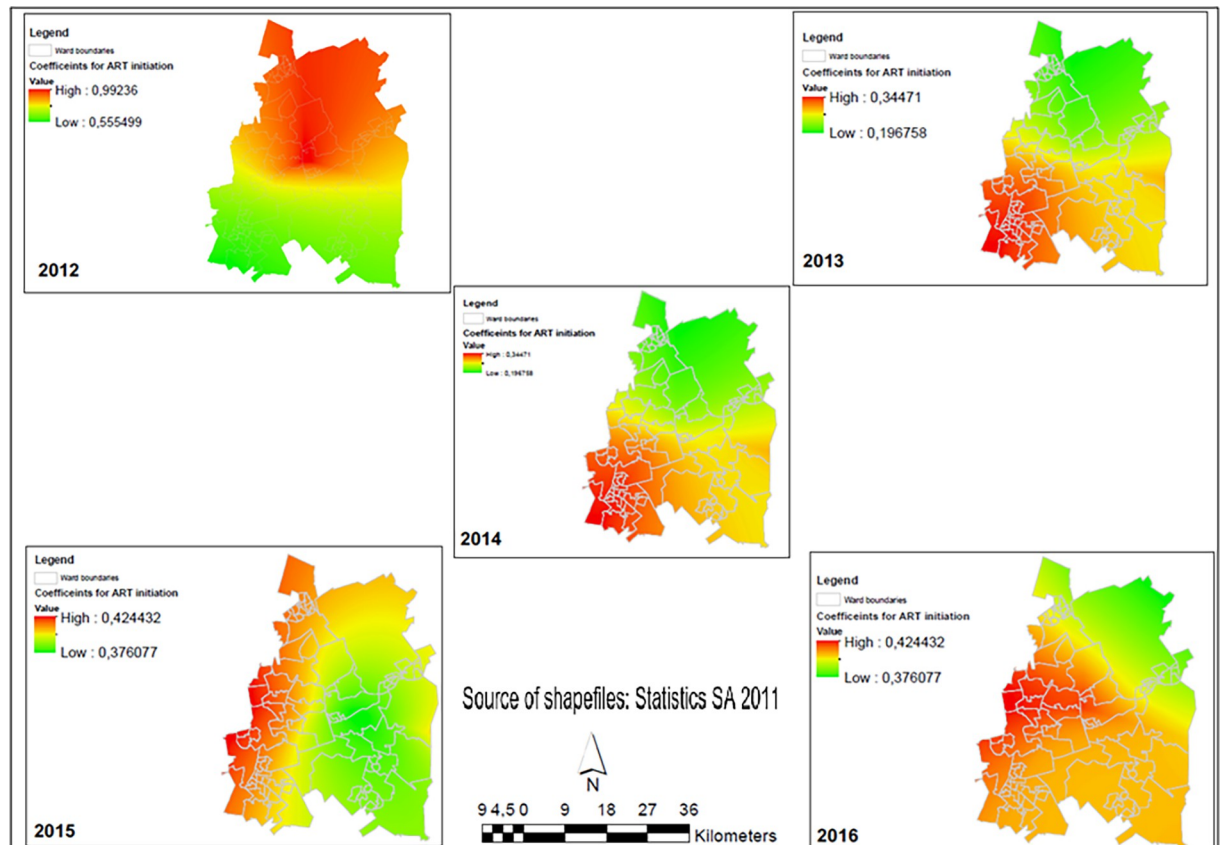 Legend
Ward boundaries
Coefficeints for ART initiation
Value
High : 0,99236
Low : 0,555499
2012
Legend
Ward boundaries
Coefficeints for ART initiation
Value
High : 0,34471
Low : 0,196758
2013
Legend
Ward boundaries
Coefficeints for ART initiation
Value
High : 0,34471
Low : 0,196758
2014
Legend
Ward boundaries
Coefficeints for ART initiation
Value
High : 0,424432
Low : 0,376077
2015
Source of shapefiles: Statistics SA 2011
N
9 4,5 0 9 18 27 36
Kilometers
Legend
Ward boundaries
Coefficeints for ART initiation
Value
High : 0,424432
Low : 0,376077
2016